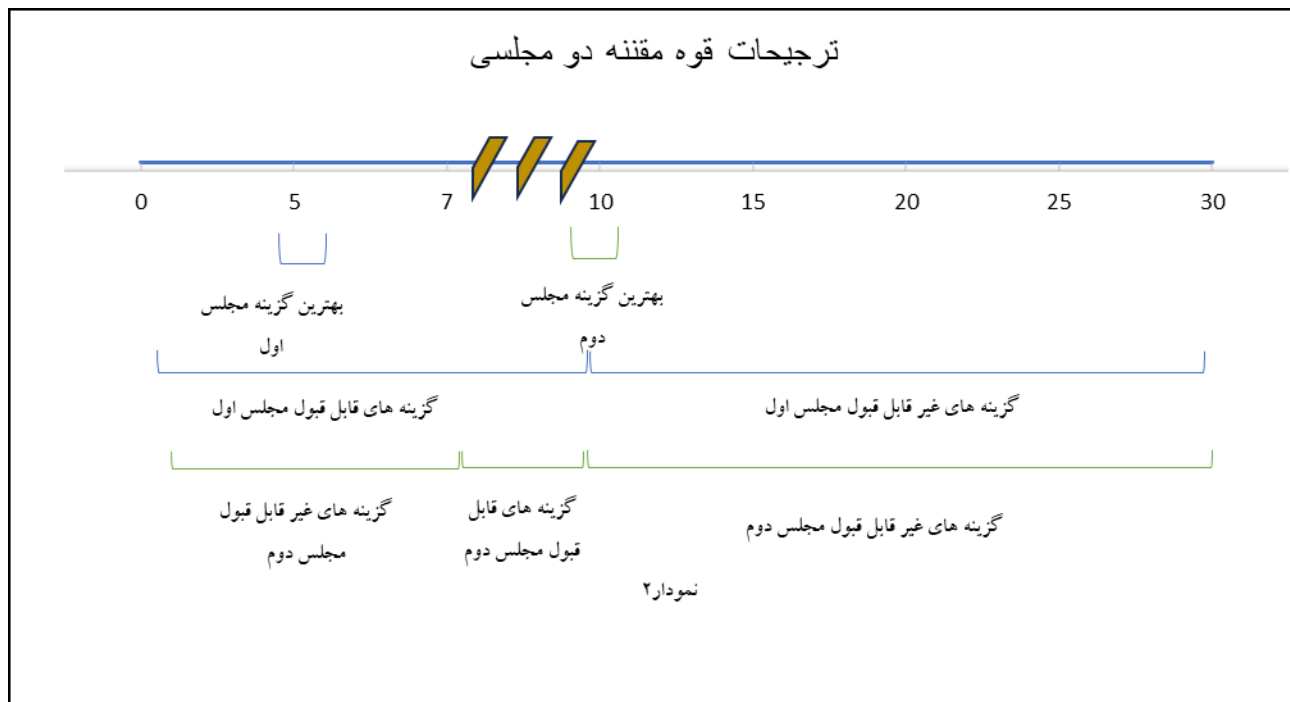 ترجیحات قوه مقننه دو مجلسی
0 5 7 10 15 20 25 30
بهترین گزینه مجلس
اول
بهترین گزینه مجلس
دوم
گزینه های قابل قبول مجلس اول
گزینه های غیر قابل قبول مجلس اول
گزینه های غیر قابل قبول
مجلس دوم
گزینه های قابل
قبول مجلس دوم
گزینه های غیر قابل قبول مجلس دوم
نمودار۲